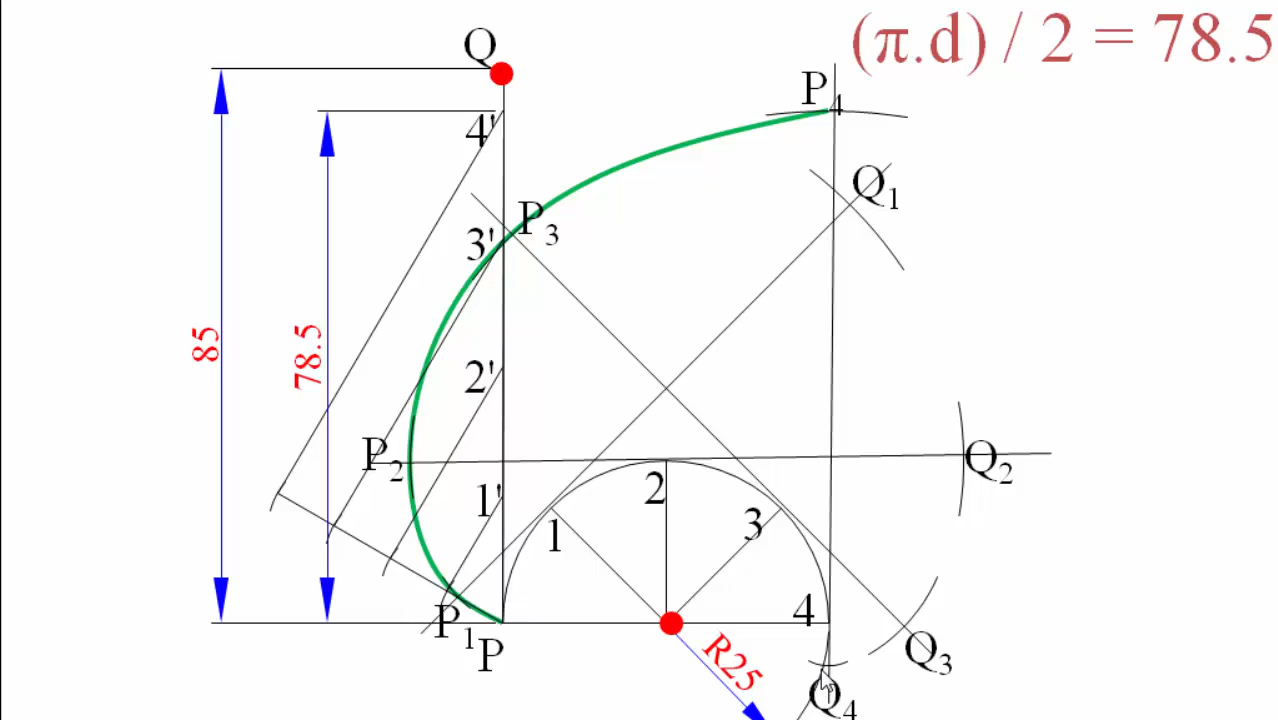 (π.d) / 2 = 78.5
Q
P4
4'
Q1
P3
3'
85
78.5
2'
P2
Q2
1'
2
1
3
4
P1
P
R25
Q3
Q4